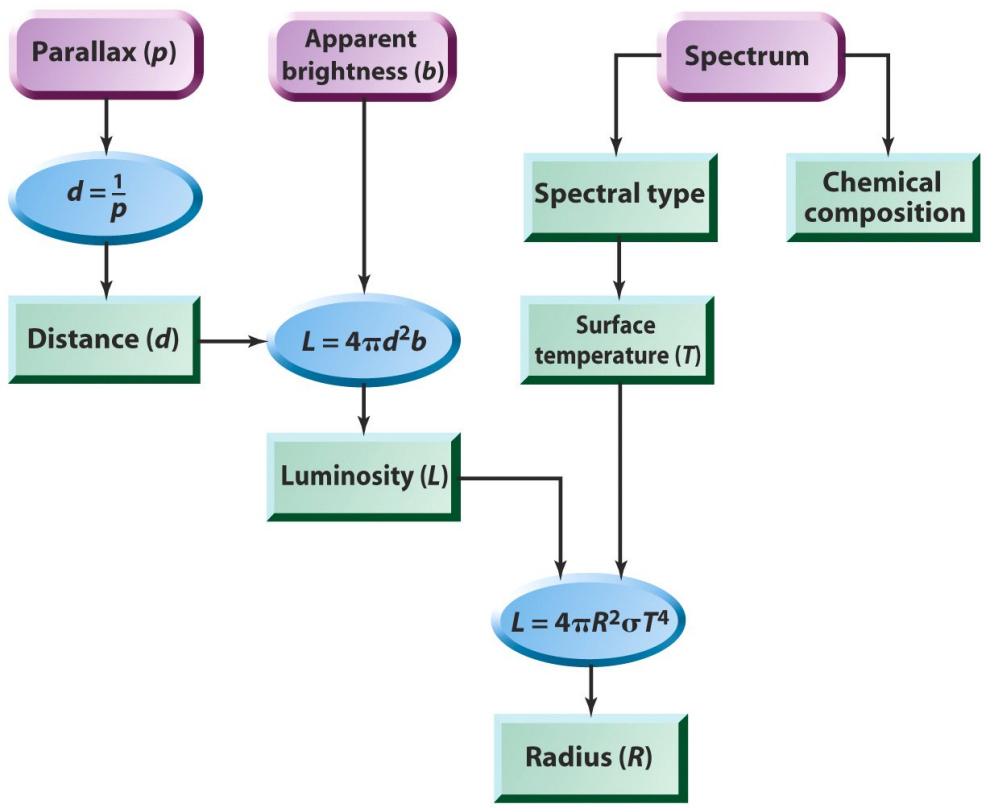 Parallax (p)
Apparent
brightness (b)
Spectrum
d = 1/p
Spectral type
Chemical
composition
Distance (d)
L = 4πd²b
Surface
temperature (T)
Luminosity (L)
L = 4πR²σT⁴
Radius (R)